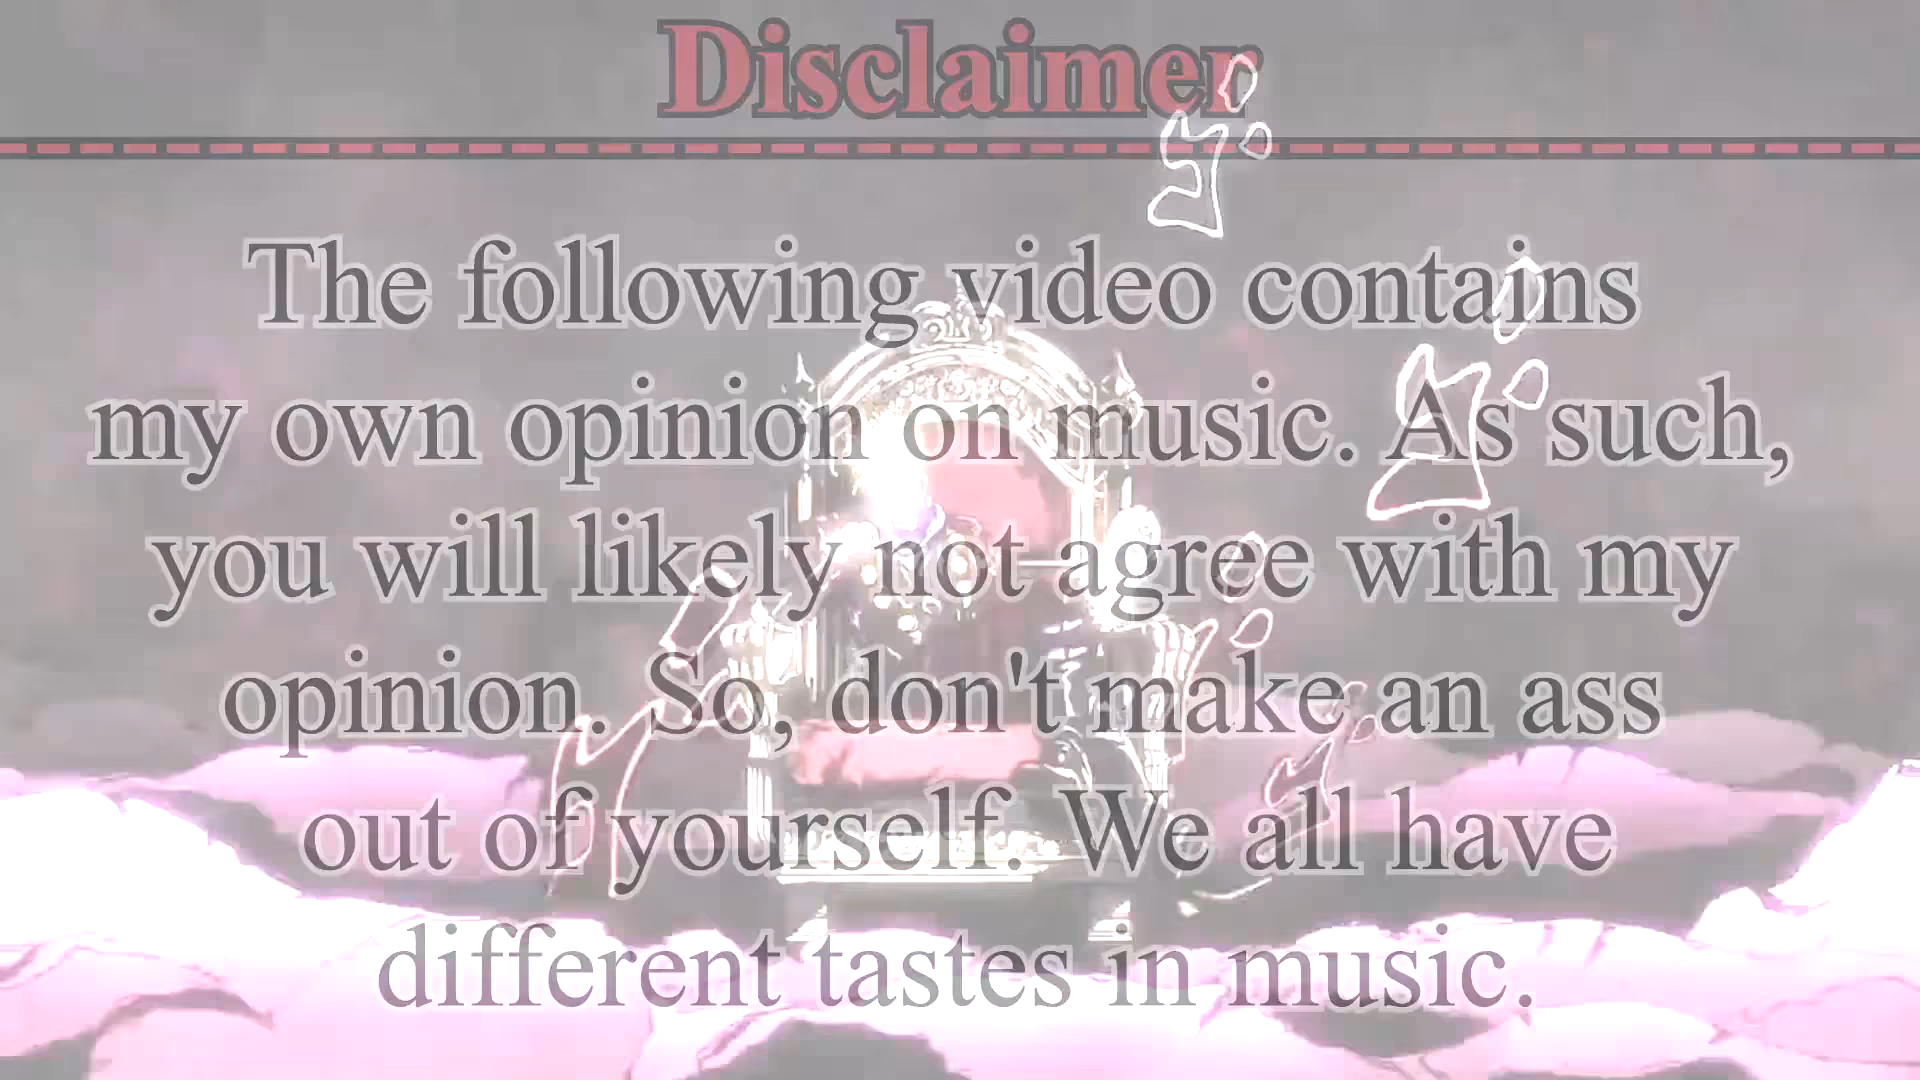 Disclaimer
The following video contains
my own opinion on music. As such,
you will likely not agree with my
opinion. So, don't make an ass
out of yourself. We all have
different tastes in music.